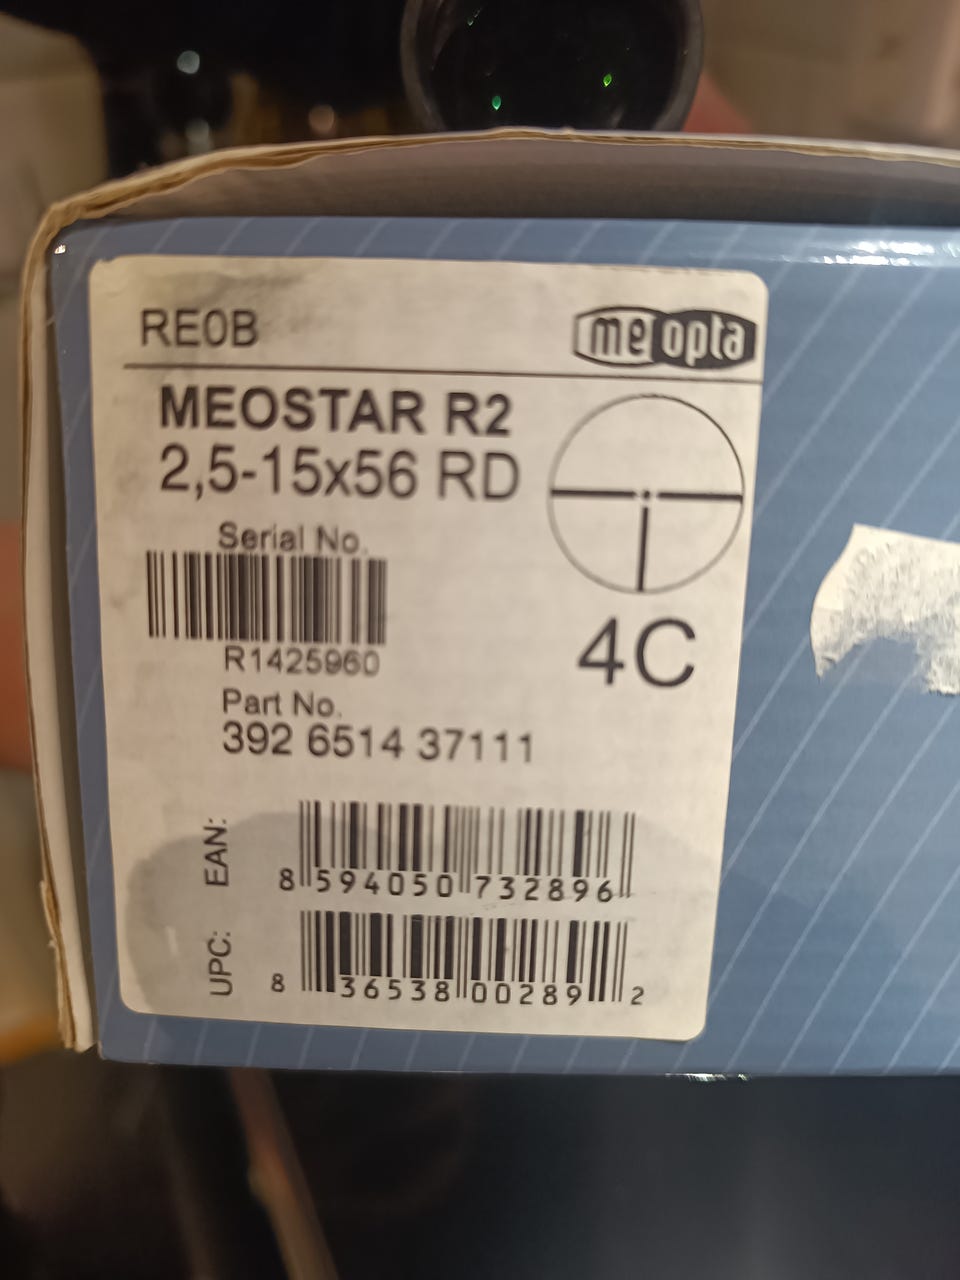 RE0B
meopta
MEOSTAR R2
2,5-15x56 RD
Serial No.
R1425960
4C
Part No.
392 6514 37111
EAN:
8 594050 732896
UPC:
8 36538 00289 2